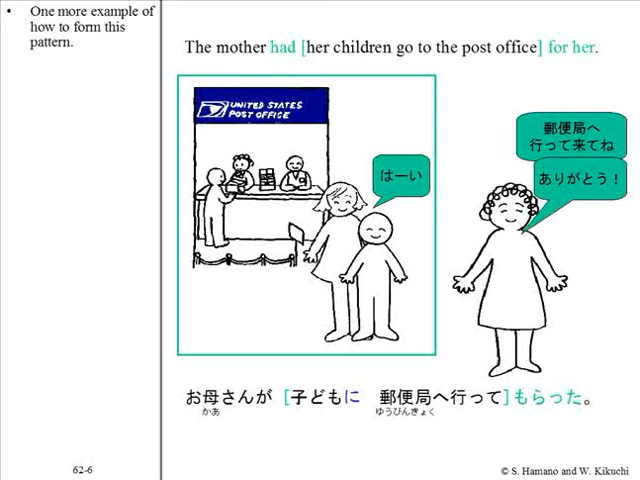 • One more example of
how to form this
pattern.
The mother had [her children go to the post office] for her.
UNITED STATES
POST OFFICE
郵便局へ
行って来てね
はーい
ありがとう！
お母さんが [子どもに 郵便局へ行って]もらった。
かあ ゆうびんきょく
62-6
© S. Hamano and W. Kikuchi